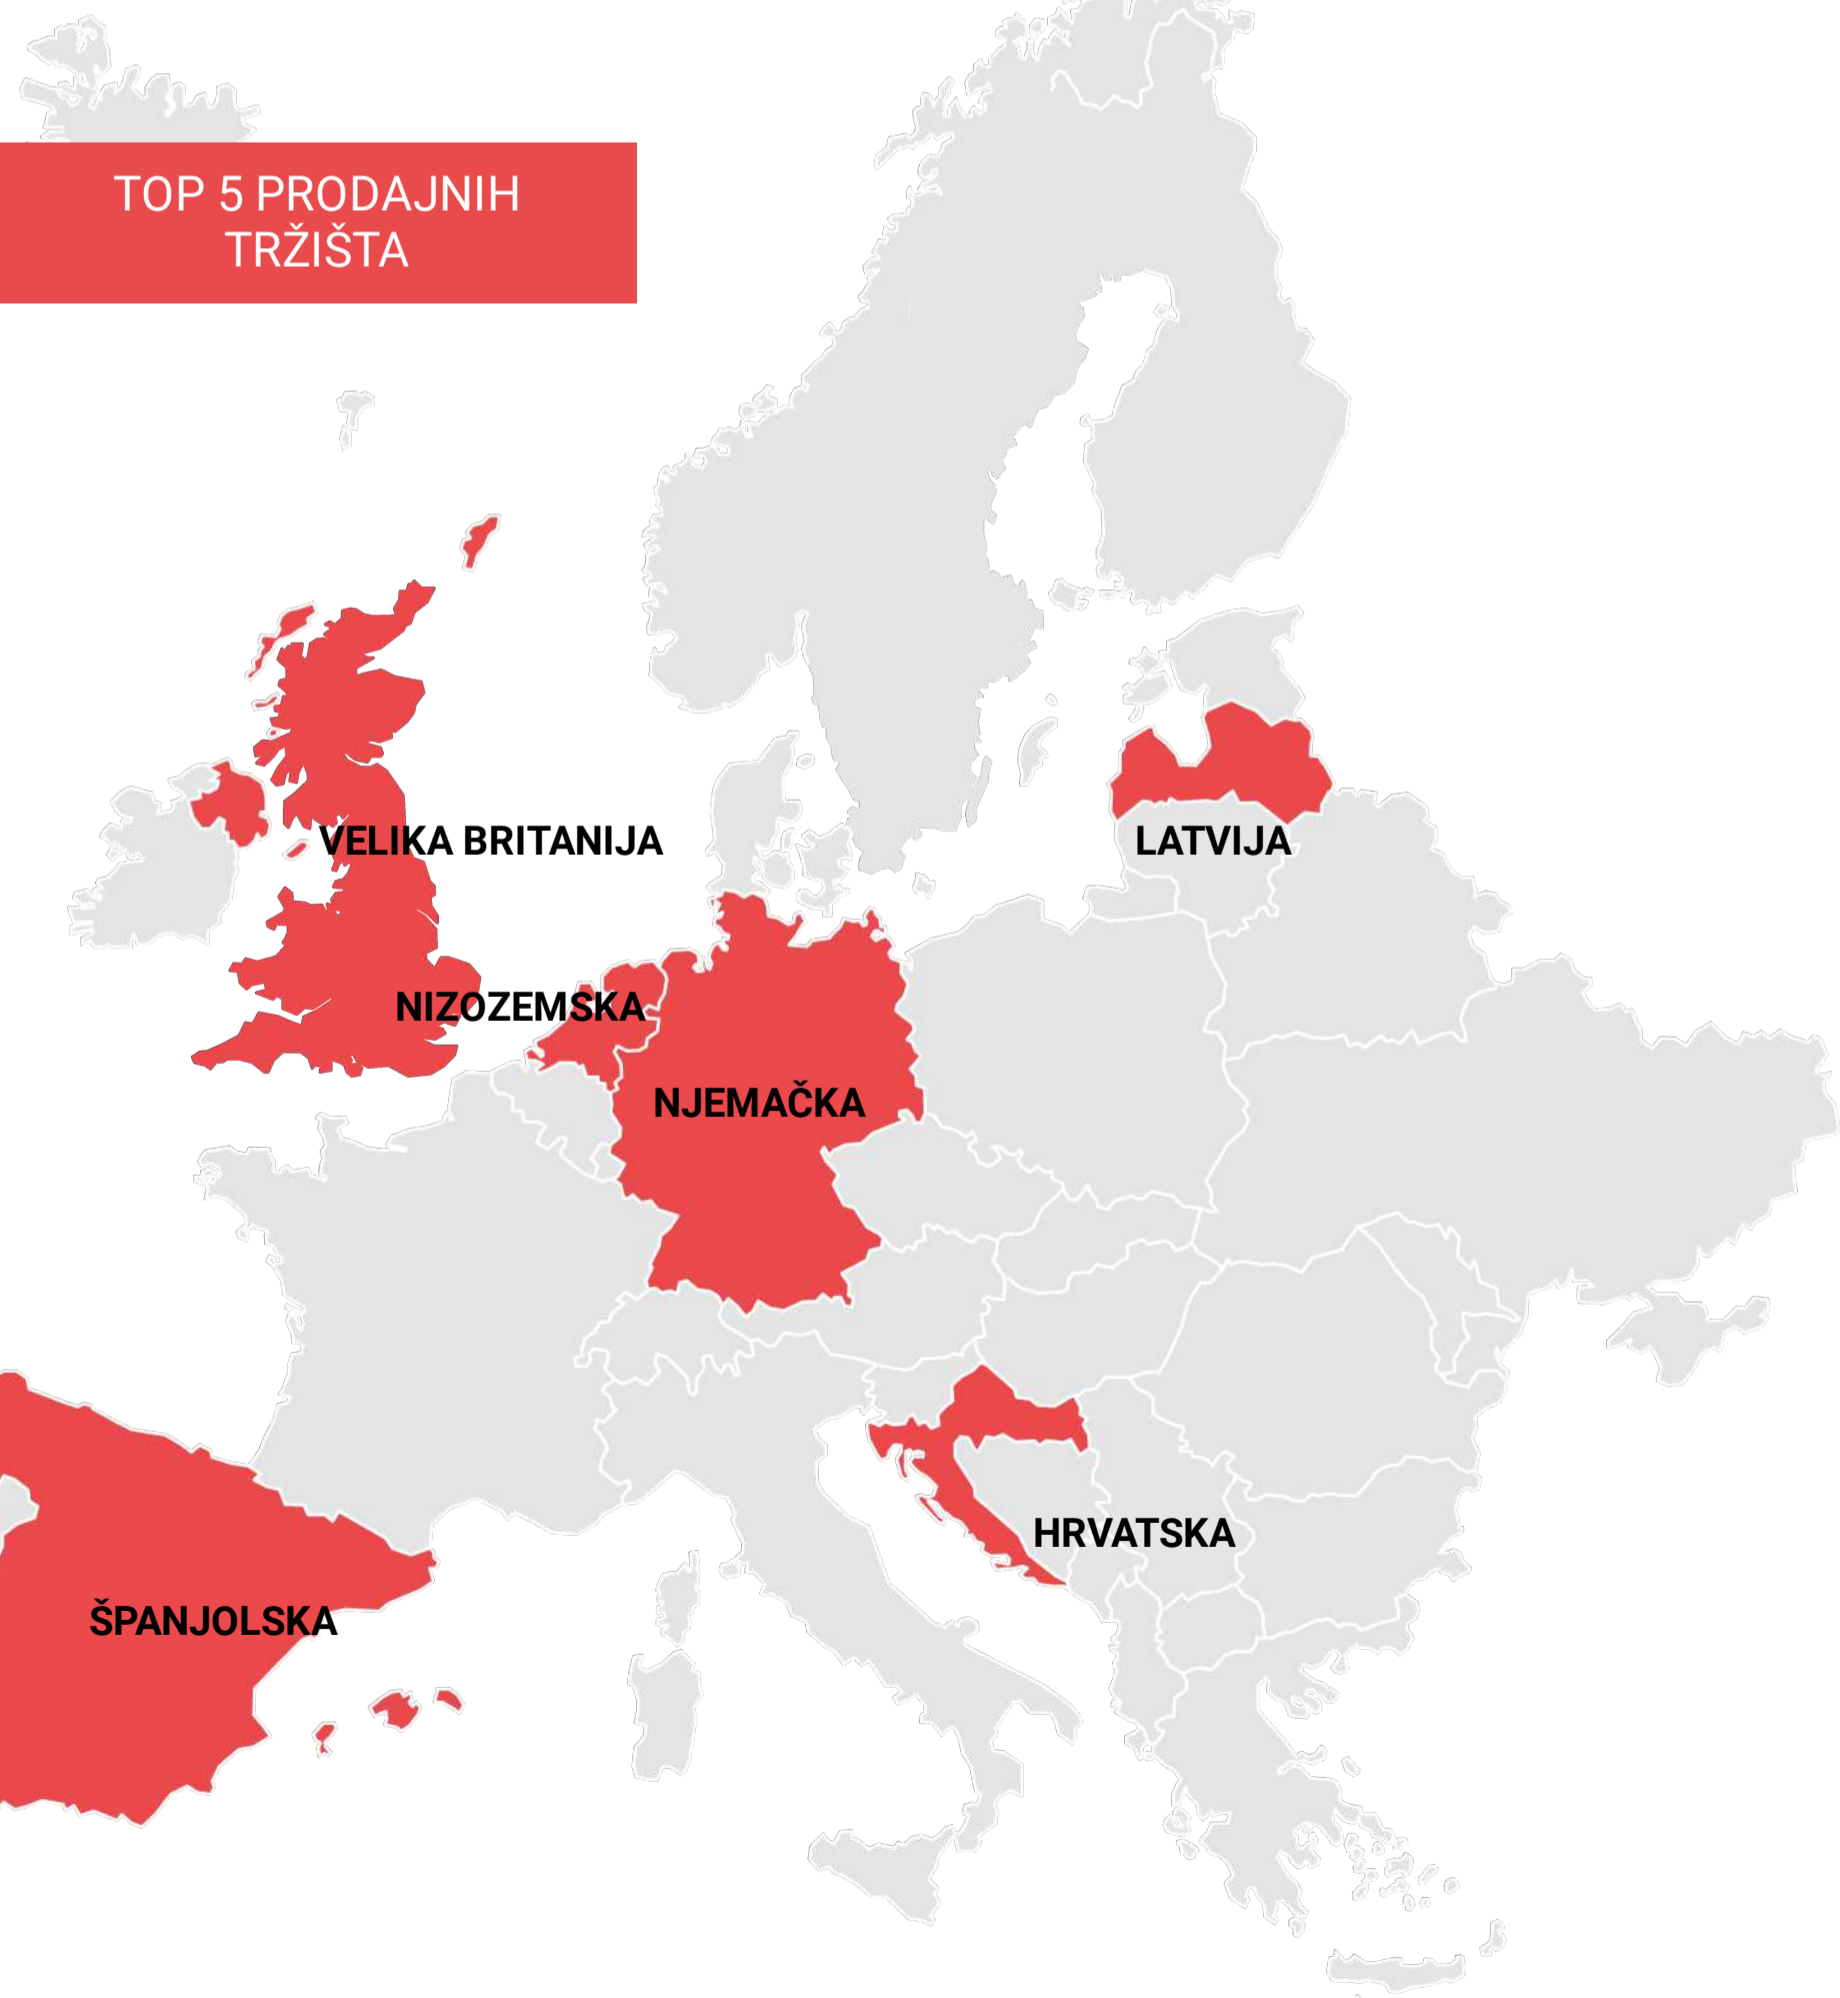 TOP 5 PRODAJNIH
TRŽIŠTA
VELIKA BRITANIJA
LATVIJA
NIZOZEMSKA
NJEMAČKA
HRVATSKA
ŠPANJOLSKA